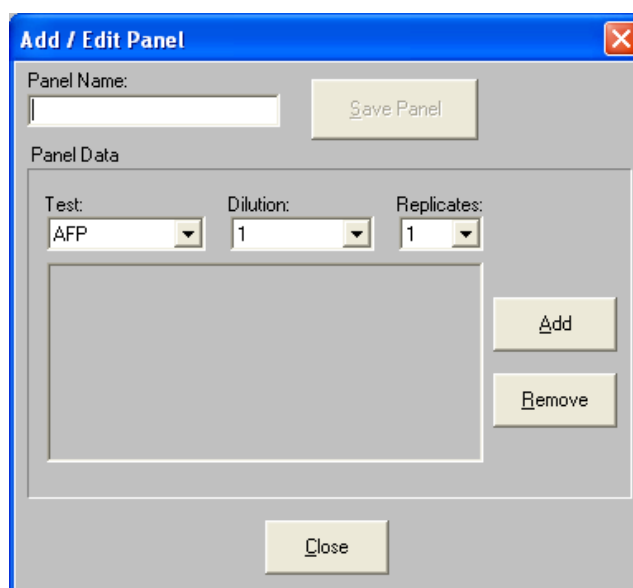 Add / Edit Panel
Panel Name:
Save Panel
Panel Data
Test:
Dilution:
Replicates:
AFP
1
1
Add
Remove
Close